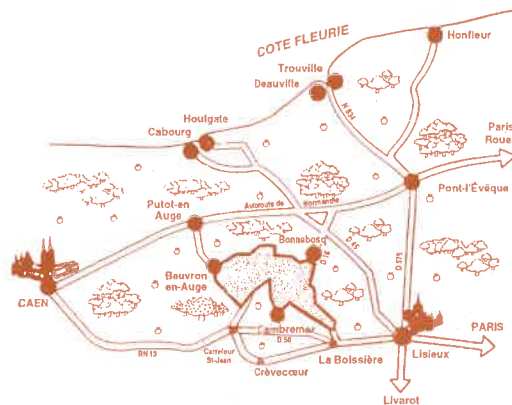 COTE FLEURIE
Honfleur
Trouville
Deauville
N 834
Houlgate
Cabourg
Paris
Roue
Autoroute de
Normandie
Pont-l'Évêque
Putot-en
Auge
Bonnebosq
D 45
D 16
D 579
Beuvron
en-Auge
CAEN
Cambremer
D 50
PARIS
RN 13
Carrefour
St-Jean
La Boissière
Lisieux
Crèvecœur
Livarot